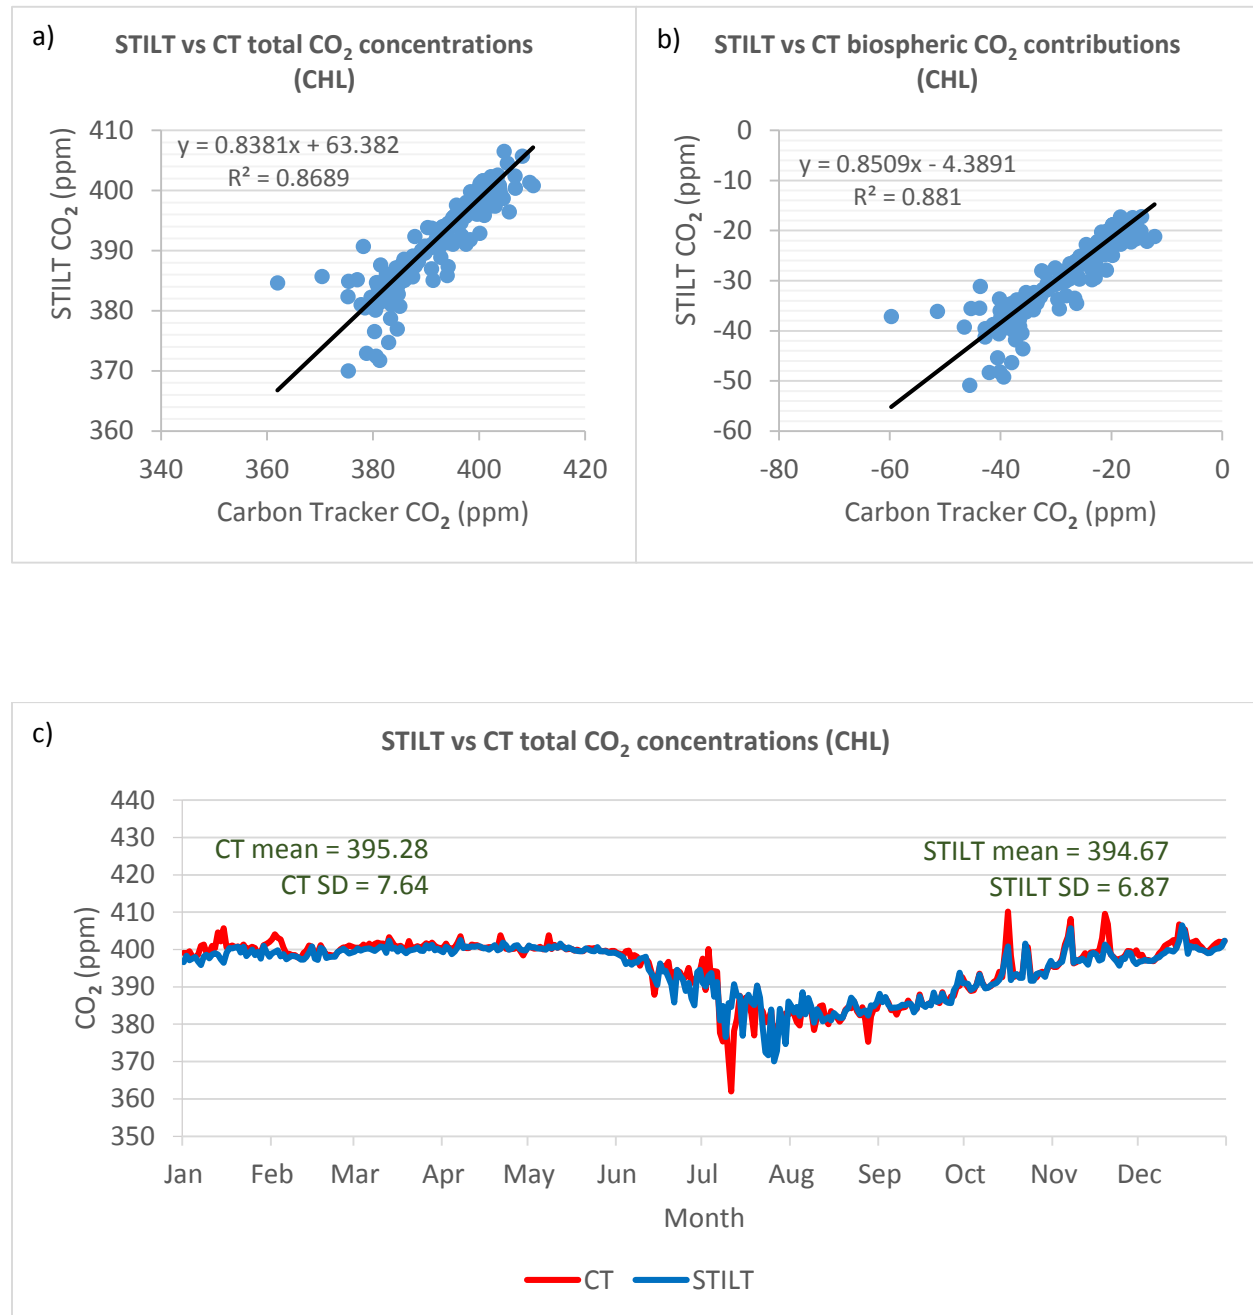 a)
STILT vs CT total CO₂ concentrations
(CHL)
y = 0.8381x + 63.382
R² = 0.8689
STILT CO₂ (ppm)
410
400
390
380
370
360
340 360 380 400 420
Carbon Tracker CO₂ (ppm)
b)
STILT vs CT biospheric CO₂ contributions
(CHL)
y = 0.8509x - 4.3891
R² = 0.881
STILT CO₂ (ppm)
0
-10
-20
-30
-40
-50
-60
-80 -60 -40 -20 0
Carbon Tracker CO₂ (ppm)
c)
STILT vs CT total CO₂ concentrations (CHL)
CT mean = 395.28
CT SD = 7.64
STILT mean = 394.67
STILT SD = 6.87
CO₂ (ppm)
440
430
420
410
400
390
380
370
360
350
Jan Feb Mar Apr May Jun Jul Aug Sep Oct Nov Dec
Month
CT STILT